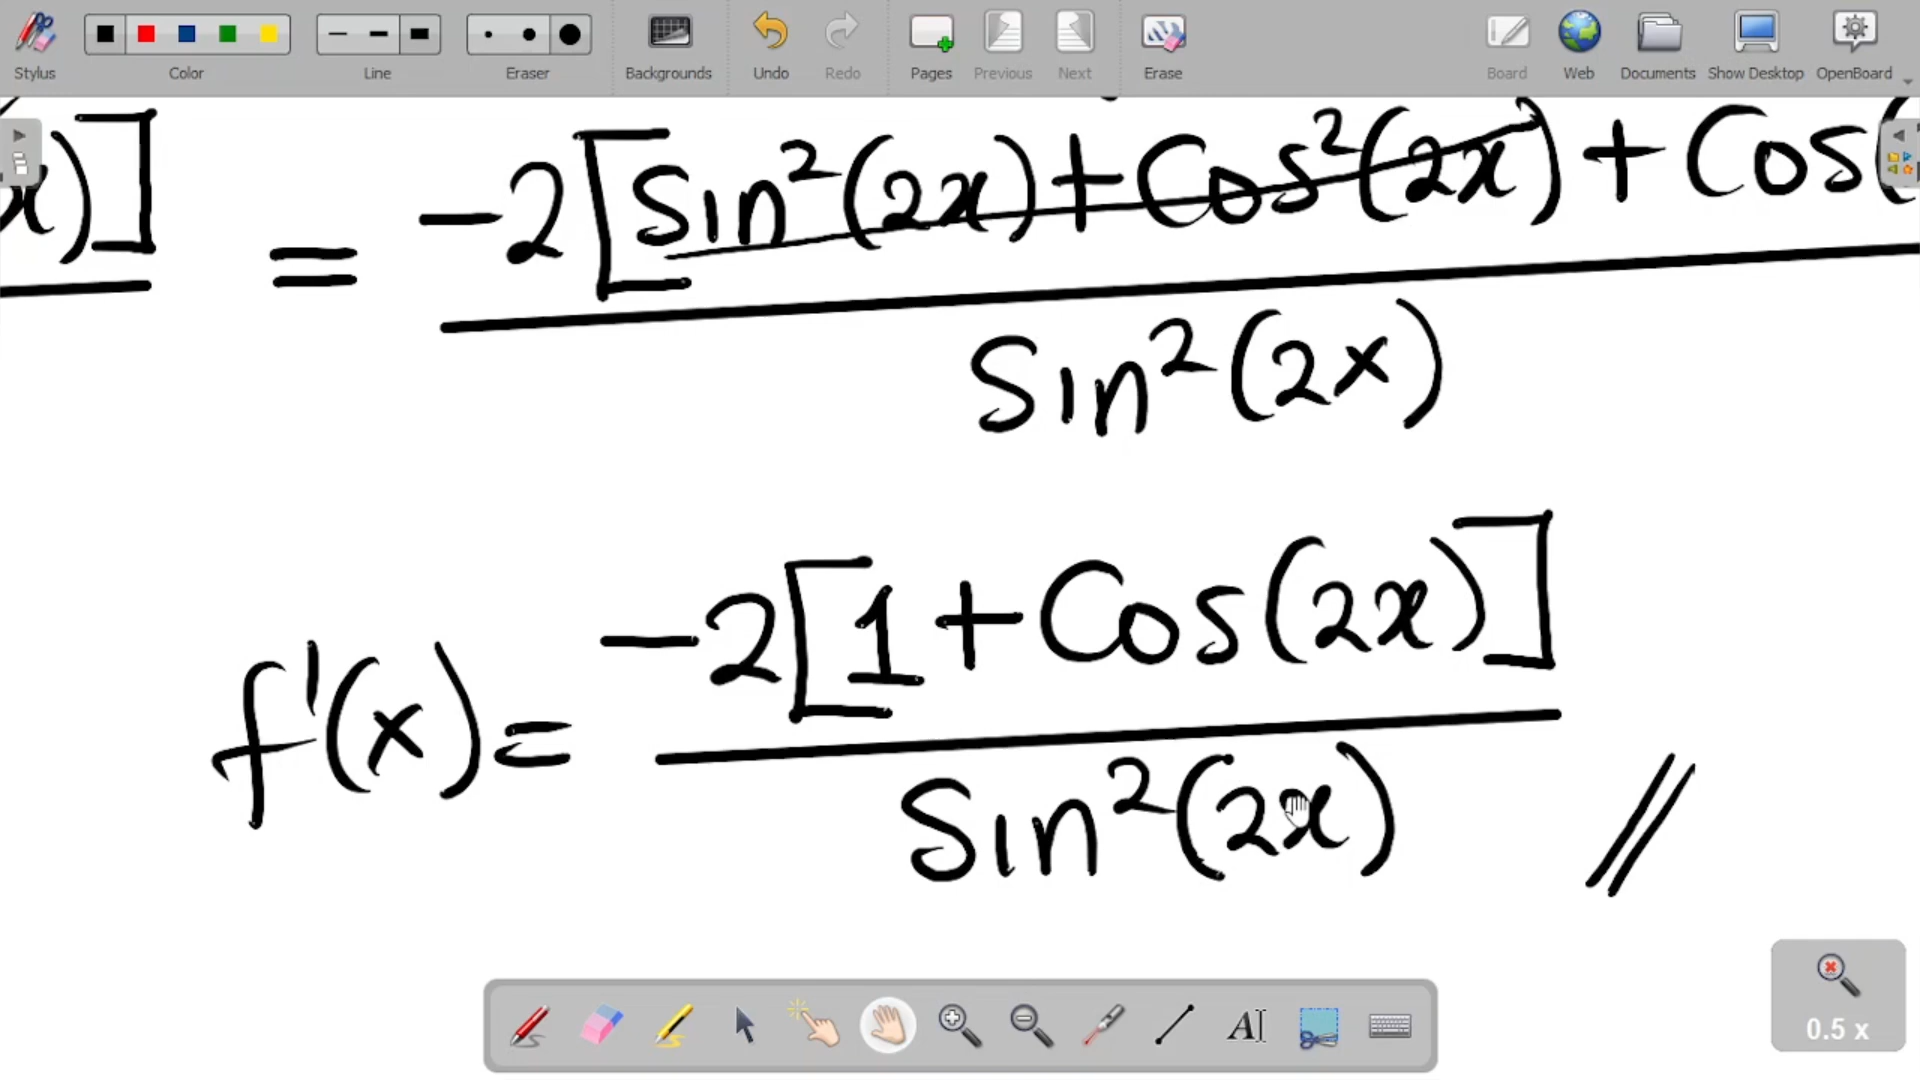 Stylus Color Line Eraser Backgrounds Undo Redo Pages Previous Next Erase Board Web Documents Show Desktop OpenBoard
x)] = -2[Sin²(2x) + Cos²(2x) + Cos(
Sin²(2x)
f'(x) = -2[1 + Cos(2x)]
Sin²(2x) //
AI
0.5 x